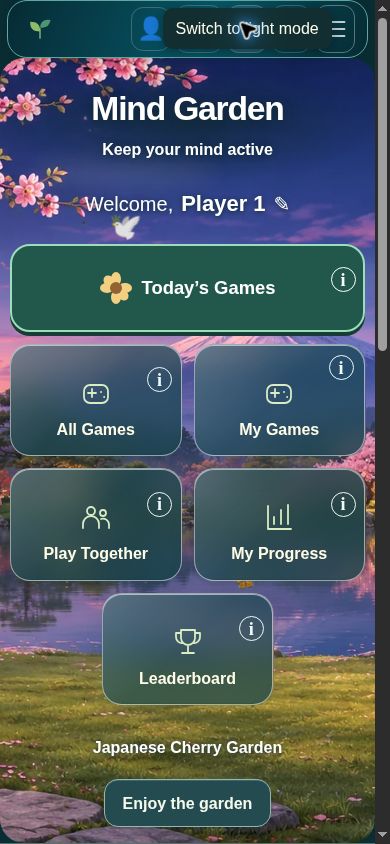 Switch to light mode
Mind Garden
Keep your mind active
Welcome, Player 1 ✎
Today’s Games
i
All Games
i
My Games
i
Play Together
i
My Progress
i
Leaderboard
i
Japanese Cherry Garden
Enjoy the garden